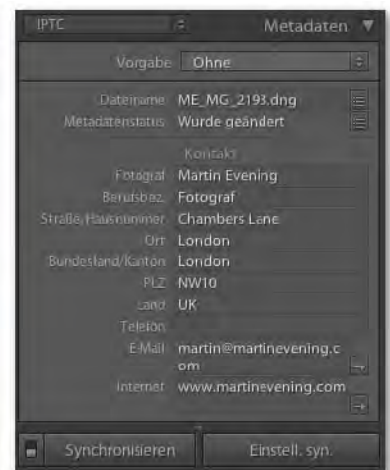 IPTC Metadaten
Vorgabe Ohne
Dateiname ME_MG_2193.dng
Metadatenstatus Wurde geändert
Kontakt
Fotograf Martin Evening
Berufsbez. Fotograf
Straße/Hausnummer Chambers Lane
Ort London
Bundesland/Kanton London
PLZ NW10
Land UK
Telefon
E-Mail martin@martinevening.c
om
Internet www.martinevening.com
Synchronisieren Einstell. syn.